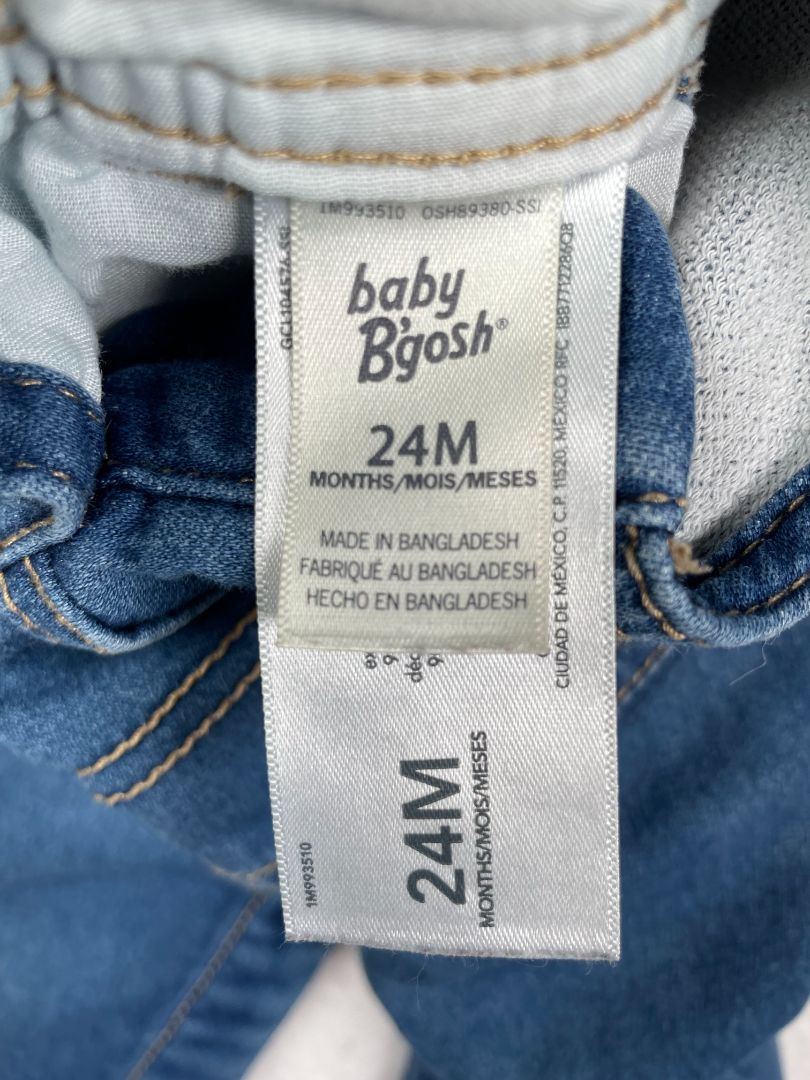 1M993510 OSH89380-SSI
baby
B'gosh®
24M
MONTHS/MOIS/MESES
MADE IN BANGLADESH
FABRIQUÉ AU BANGLADESH
HECHO EN BANGLADESH
CIUDAD DE MÉXICO, C.P. 11520, MÉXICO RFC
24M
MONTHS/MOIS/MESES
1M993510